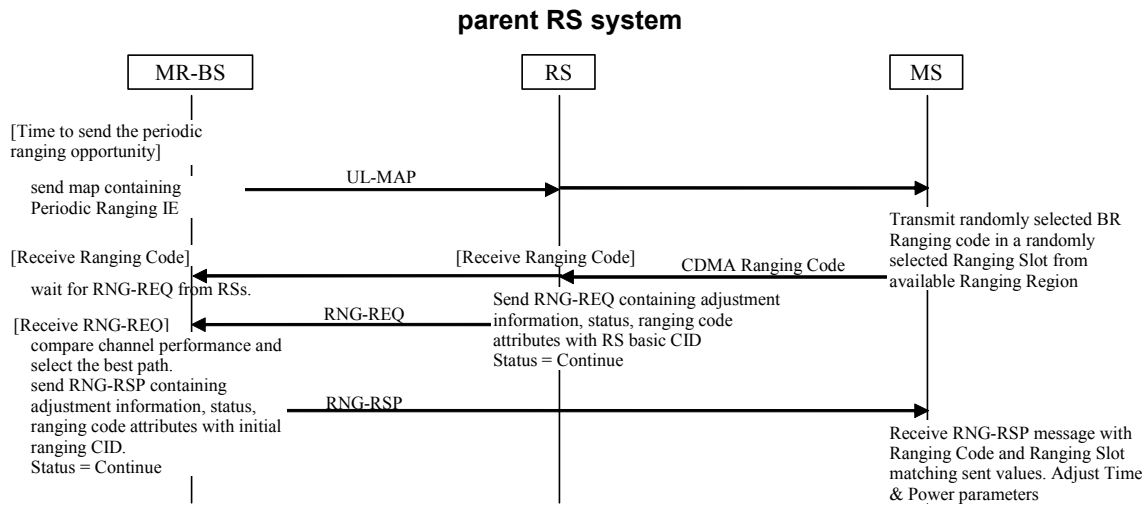 parent RS system
MR-BS
RS
MS
[Time to send the periodic
ranging opportunity]
send map containing
Periodic Ranging IE
UL-MAP
Transmit randomly selected BR
Ranging code in a randomly
selected Ranging Slot from
available Ranging Region
[Receive Ranging Code]
wait for RNG-REQ from RSs.
[Receive Ranging Code]
CDMA Ranging Code
Send RNG-REQ containing adjustment
information, status, ranging code
attributes with RS basic CID
Status = Continue
RNG-REQ
[Receive RNG-REQ]
compare channel performance and
select the best path.
send RNG-RSP containing
adjustment information, status,
ranging code attributes with initial
ranging CID.
Status = Continue
RNG-RSP
Receive RNG-RSP message with
Ranging Code and Ranging Slot
matching sent values. Adjust Time
& Power parameters